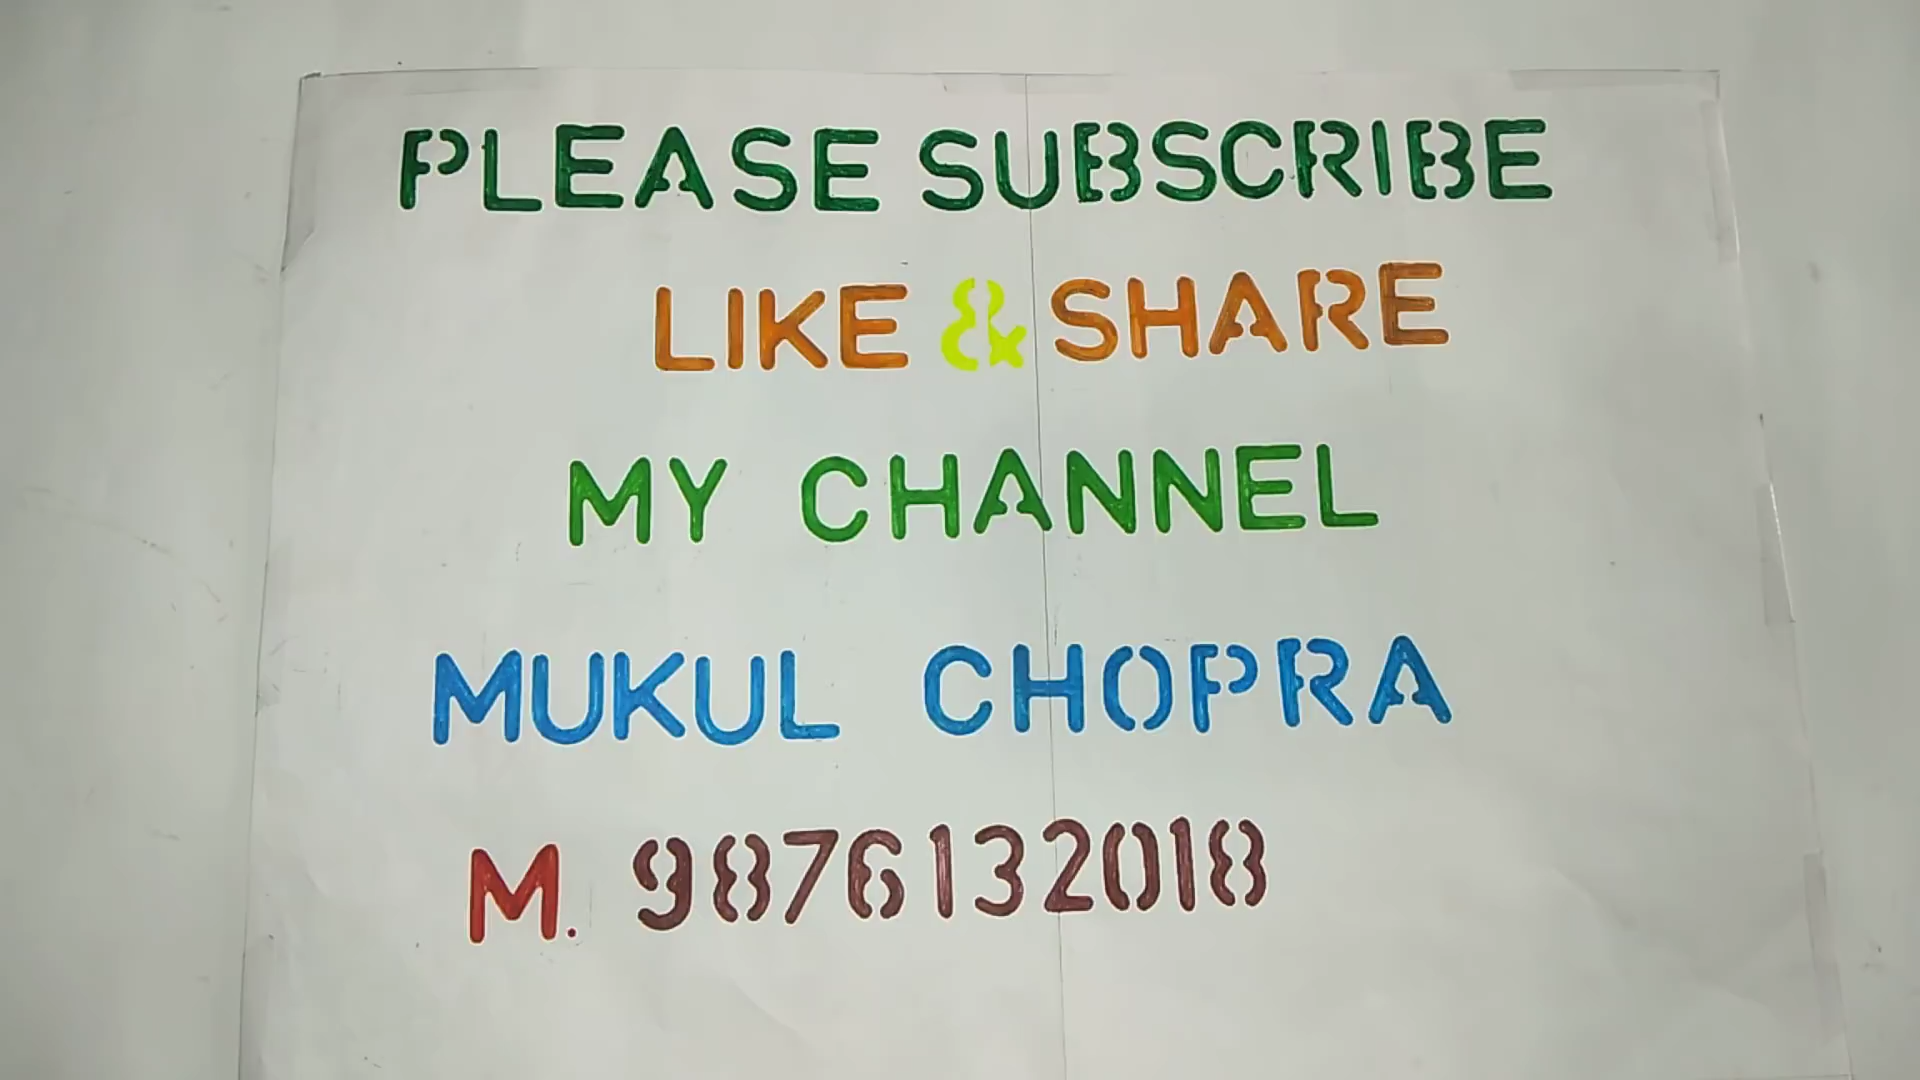 PLEASE SUBSCRIBE
LIKE & SHARE
MY CHANNEL
MUKUL CHOPRA
M. 9876132018